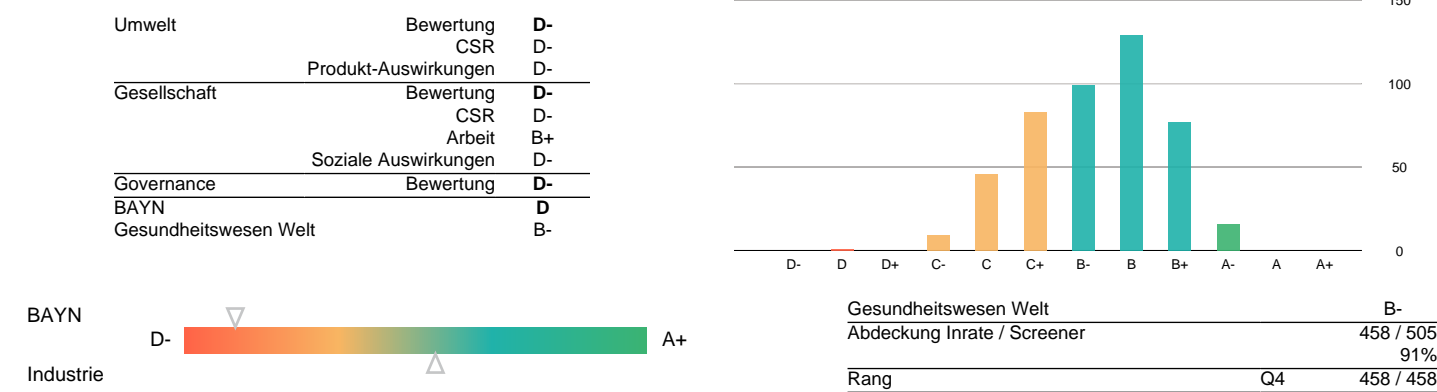 Umwelt Bewertung D-
CSR D-
Produkt-Auswirkungen D-
Gesellschaft Bewertung D-
CSR D-
Arbeit B+
Soziale Auswirkungen D-
Governance Bewertung D-
BAYN D
Gesundheitswesen Welt B-
150
100
50
0
D- D D+ C- C C+ B- B B+ A- A A+
BAYN
D- A+
Industrie
Gesundheitswesen Welt B-
Abdeckung Inrate / Screener 458 / 505
91%
Rang Q4 458 / 458